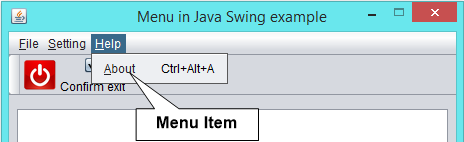 Menu in Java Swing example
File Setting Help
About Ctrl+Alt+A
Confirm exit
Menu Item